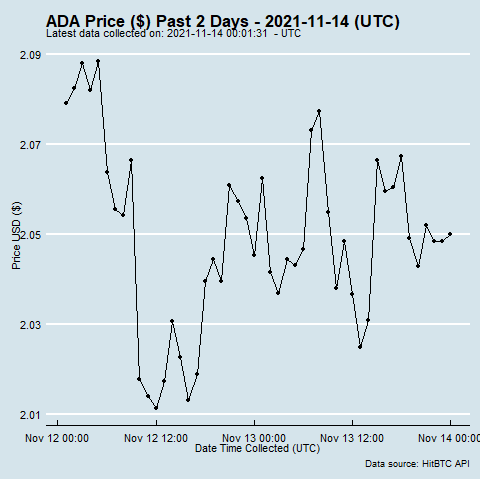 ADA Price ($) Past 2 Days - 2021-11-14 (UTC)
Latest data collected on: 2021-11-14 00:01:31 - UTC
2.09
2.07
2.05
2.03
2.01
Price USD ($)
Nov 12 00:00
Nov 12 12:00
Nov 13 00:00
Nov 13 12:00
Nov 14 00:00
Date Time Collected (UTC)
Data source: HitBTC API